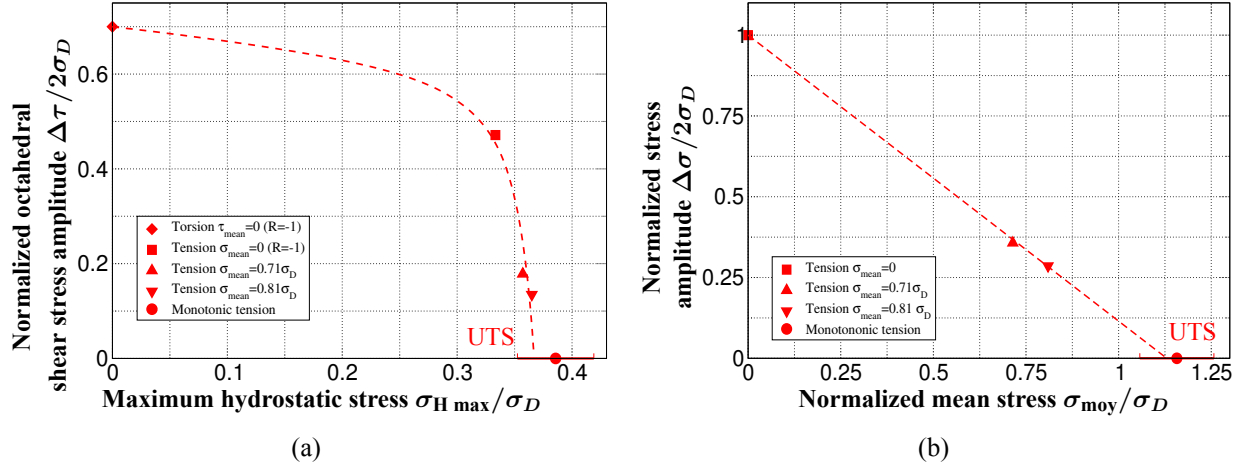 Normalized octahedral
shear stress amplitude Δτ/2σ_D
0.6
0.4
0.2
0
0
0.1
0.2
0.3
0.4
Torsion τ_mean=0 (R=-1)
Tension σ_mean=0 (R=-1)
Tension σ_mean=0.71σ_D
Tension σ_mean=0.81σ_D
Monotonic tension
UTS
Maximum hydrostatic stress σ_H max/σ_D
(a)
Normalized stress
amplitude Δσ/2σ_D
1
0.75
0.5
0.25
0
0
0.25
0.5
0.75
1
1.25
Tension σ_mean=0
Tension σ_mean=0.71σ_D
Tension σ_mean=0.81 σ_D
Monotononic tension
UTS
Normalized mean stress σ_moy/σ_D
(b)